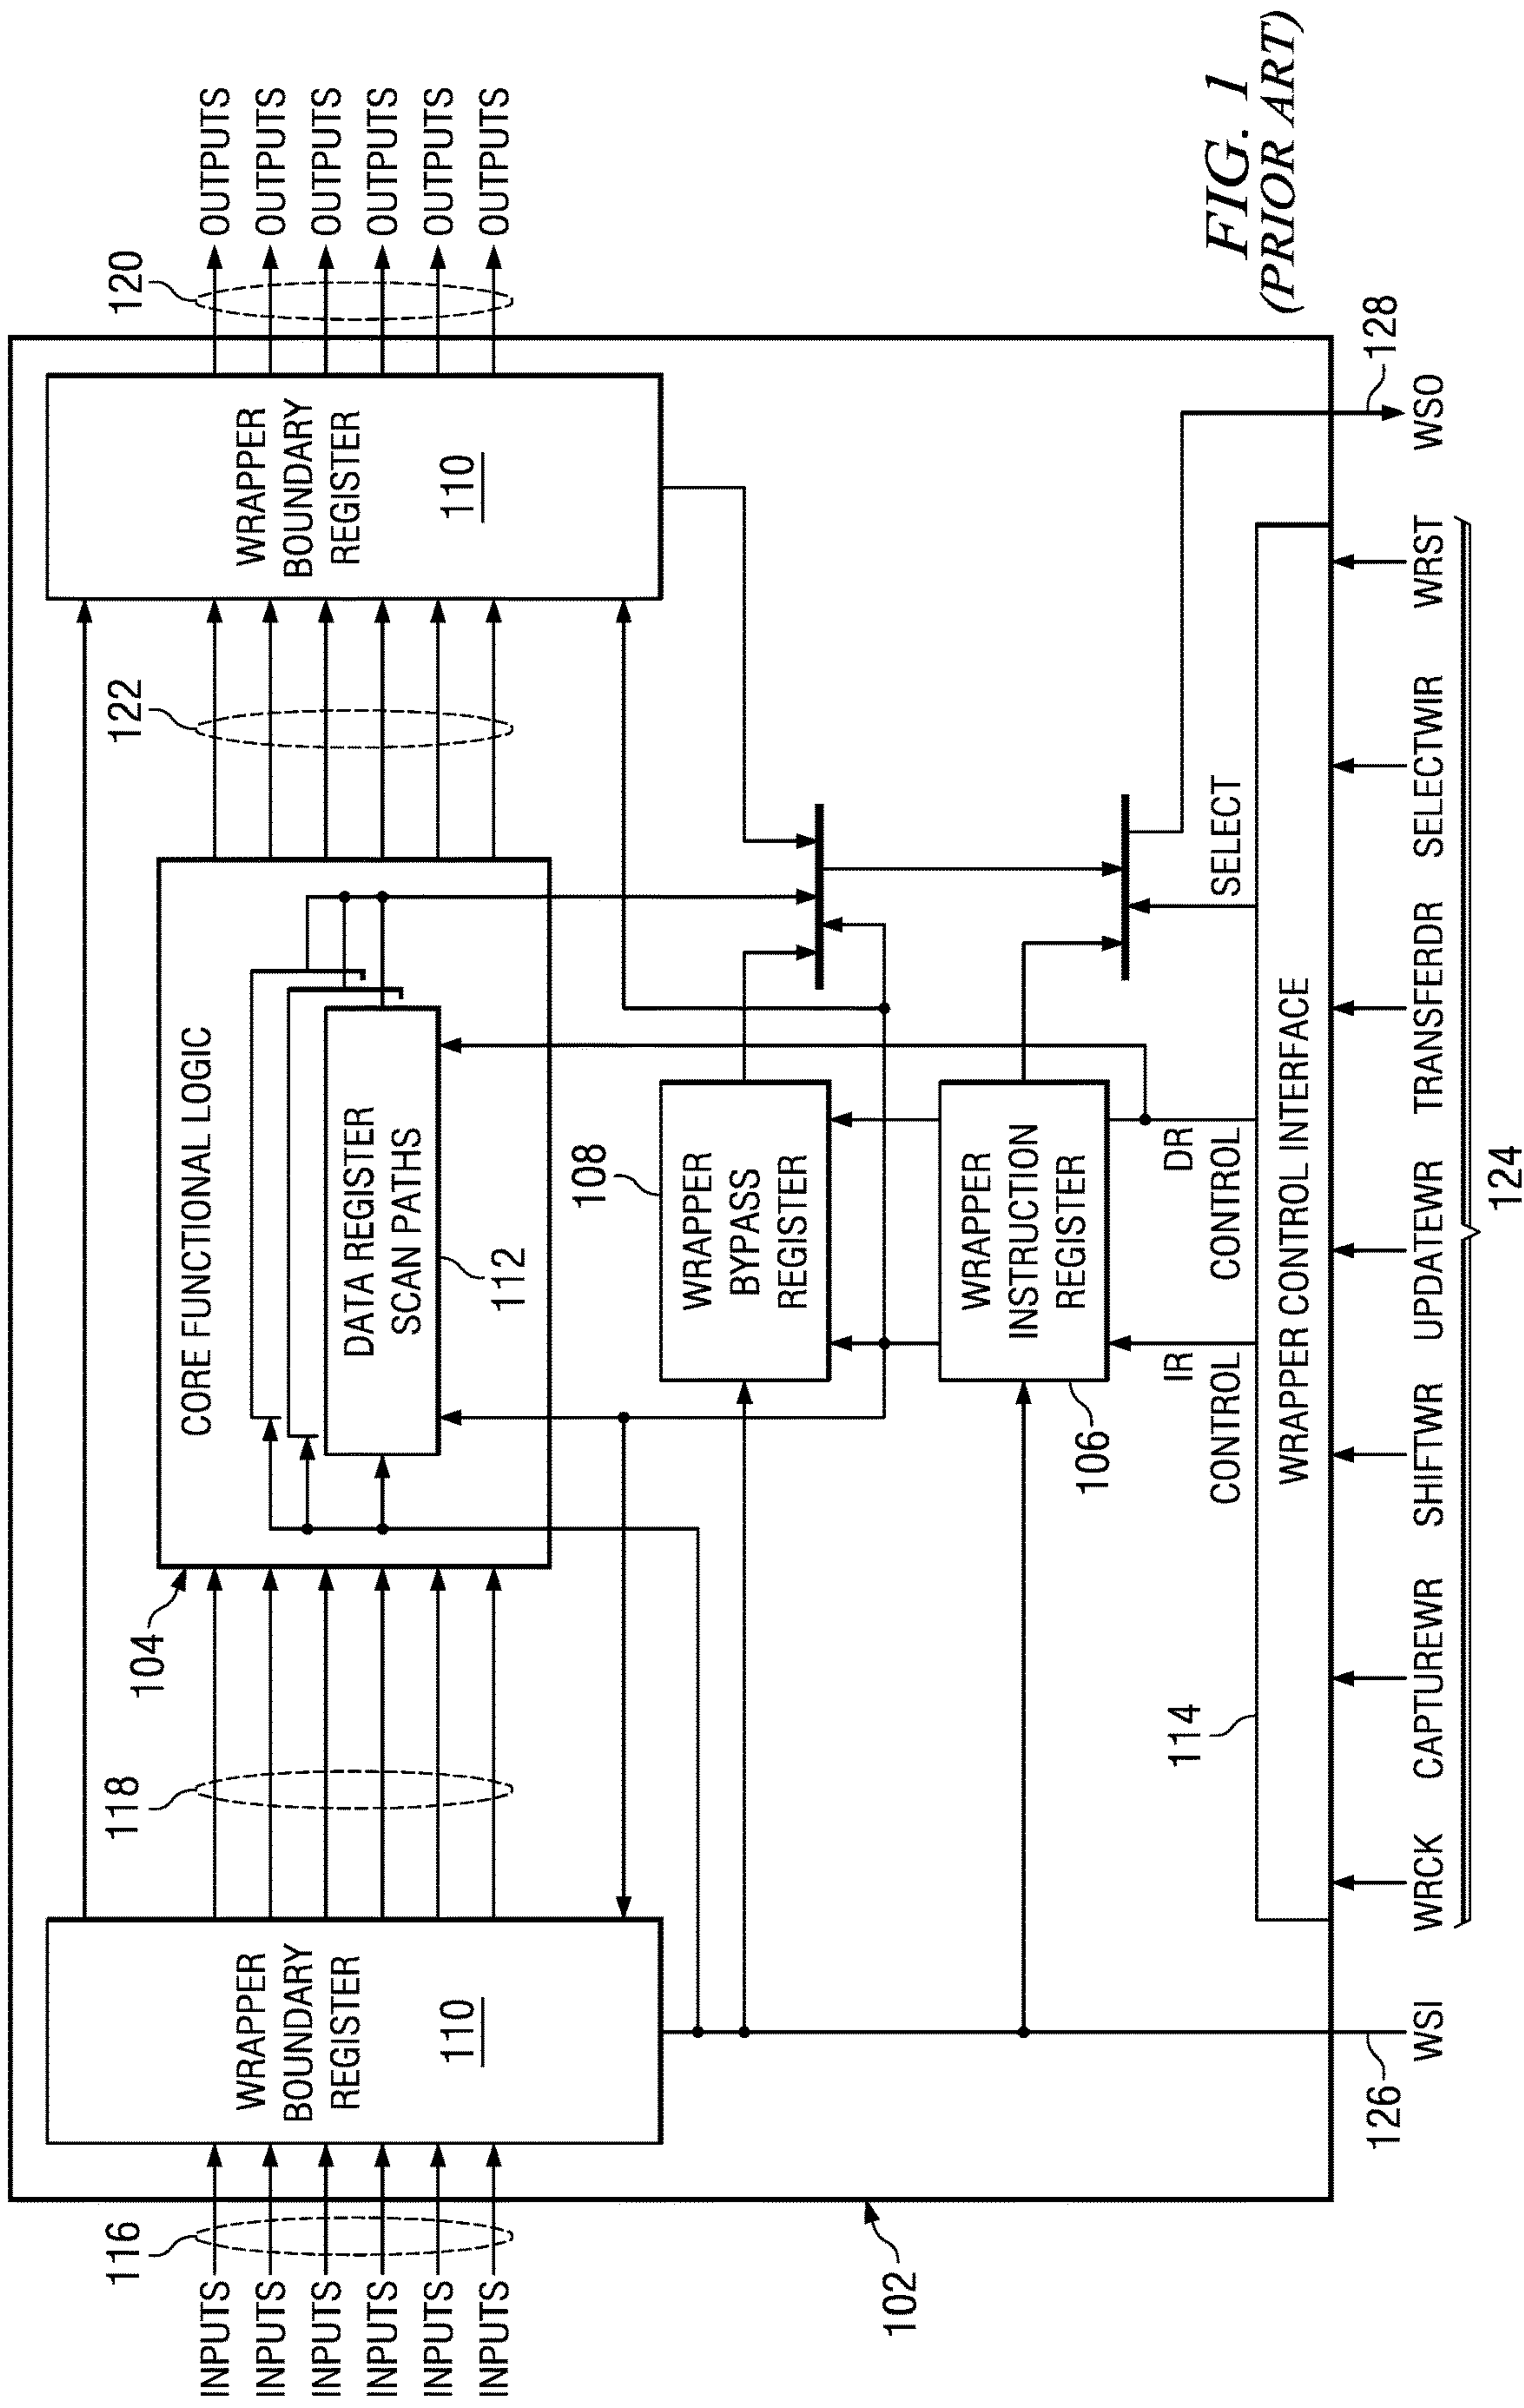 116
118
104
122
120
INPUTS
INPUTS
INPUTS
INPUTS
INPUTS
INPUTS
WRAPPER
BOUNDARY
REGISTER
110
CORE FUNCTIONAL LOGIC
DATA REGISTER
SCAN PATHS
112
WRAPPER
BOUNDARY
REGISTER
110
OUTPUTS
OUTPUTS
OUTPUTS
OUTPUTS
OUTPUTS
OUTPUTS
108
WRAPPER
BYPASS
REGISTER
102
WRAPPER
INSTRUCTION
REGISTER
106
IR
CONTROL
DR
CONTROL
SELECT
114
WRAPPER CONTROL INTERFACE
126
128
WSI
WRCK
CAPTUREWR
SHIFTWR
UPDATEWR
TRANSFERDR
SELECTWIR
WRST
WSO
124
FIG. 1
(PRIOR ART)